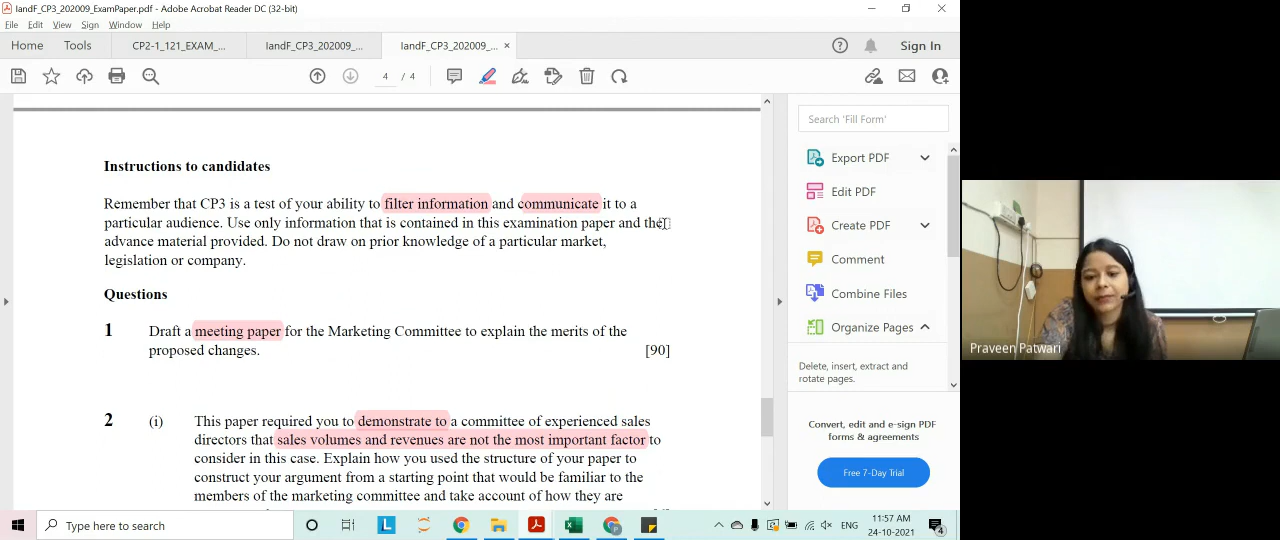 IandF_CP3_202009_ExamPaper.pdf - Adobe Acrobat Reader DC (32-bit)
File Edit View Sign Window Help
Home Tools CP2-1_121_EXAM_... IandF_CP3_202009_... IandF_CP3_202009_... × Sign In
4 / 4
Instructions to candidates
Remember that CP3 is a test of your ability to filter information and communicate it to a
particular audience. Use only information that is contained in this examination paper and the
advance material provided. Do not draw on prior knowledge of a particular market,
legislation or company.
Questions
1 Draft a meeting paper for the Marketing Committee to explain the merits of the
proposed changes. [90]
2 (i) This paper required you to demonstrate to a committee of experienced sales
directors that sales volumes and revenues are not the most important factor to
consider in this case. Explain how you used the structure of your paper to
construct your argument from a starting point that would be familiar to the
members of the marketing committee and take account of how they are
Search 'Fill Form'
Export PDF
Edit PDF
Create PDF
Comment
Combine Files
Organize Pages
Delete, insert, extract and
rotate pages.
Convert, edit and e-sign PDF
forms & agreements
Free 7-Day Trial
Praveen Patwari
Type here to search
L
ENG
11:57 AM
24-10-2021
4